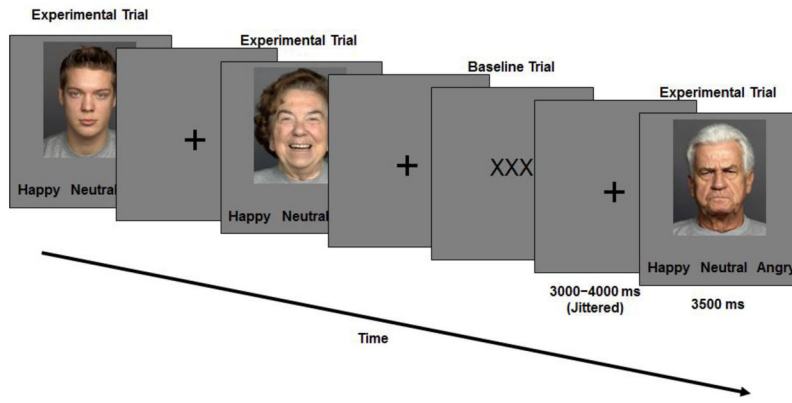 Experimental Trial
Happy Neutral
+
Experimental Trial
Happy Neutral
+
Baseline Trial
XXX
+
3000–4000 ms
(Jittered)
Experimental Trial
Happy Neutral Angry
3500 ms
Time